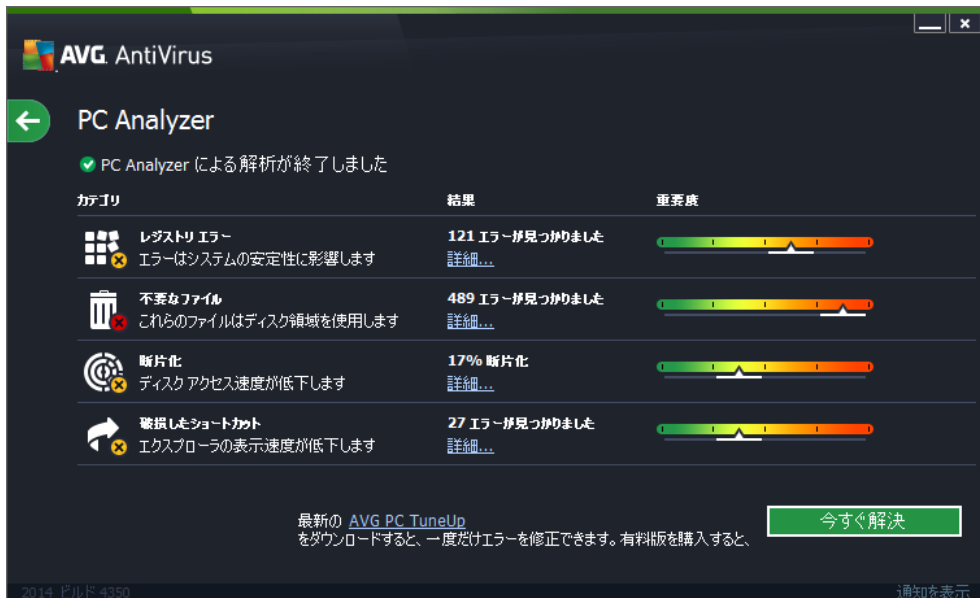 AVG. AntiVirus
PC Analyzer
PC Analyzer による解析が終了しました
カテゴリ 結果 重要度
レジストリ エラー 121 エラーが見つかりました
エラーはシステムの安定性に影響します 詳細...
不要なファイル 489 エラーが見つかりました
これらのファイルはディスク領域を使用します 詳細...
断片化 17% 断片化
ディスク アクセス速度が低下します 詳細...
破損したショートカット 27 エラーが見つかりました
エクスプローラの表示速度が低下します 詳細...
最新の AVG PC TuneUp
をダウンロードすると、一度だけエラーを修正できます。有料版を購入すると、
今すぐ解決
2014 ビルド 4350 通知を表示